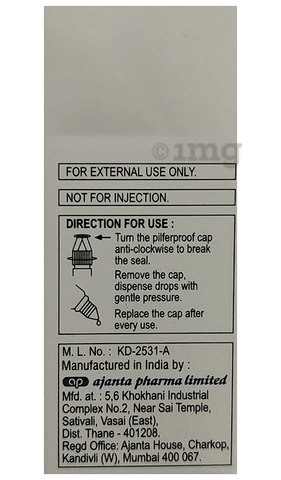 1mg
FOR EXTERNAL USE ONLY.
NOT FOR INJECTION.
DIRECTION FOR USE :
Turn the pilferproof cap
anti-clockwise to break
the seal.
Remove the cap,
dispense drops with
gentle pressure.
Replace the cap after
every use.
M. L. No. : KD-2531-A
Manufactured in India by :
ap ajanta pharma limited
Mfd. at. : 5,6 Khokhani Industrial
Complex No.2, Near Sai Temple,
Sativali, Vasai (East),
Dist. Thane - 401208.
Regd Office: Ajanta House, Charkop,
Kandivli (W), Mumbai 400 067.